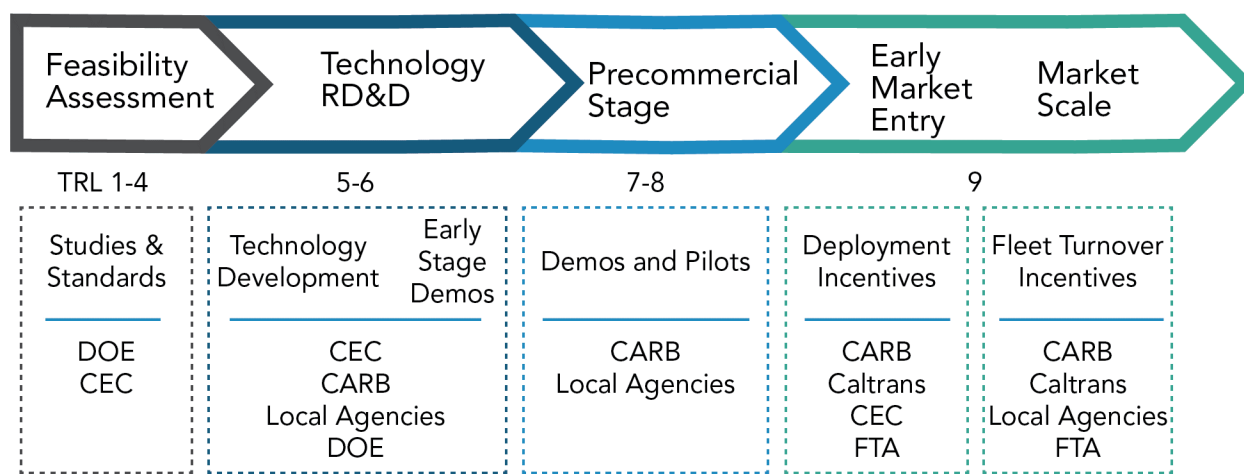 Feasibility
Assessment
Technology
RD&D
Precommercial
Stage
Early
Market
Entry
Market
Scale
TRL 1-4
5-6
7-8
9
Studies &
Standards
DOE
CEC
Technology
Development
Early
Stage
Demos
CEC
CARB
Local Agencies
DOE
Demos and Pilots
CARB
Local Agencies
Deployment
Incentives
CARB
Caltrans
CEC
FTA
Fleet Turnover
Incentives
CARB
Caltrans
Local Agencies
FTA